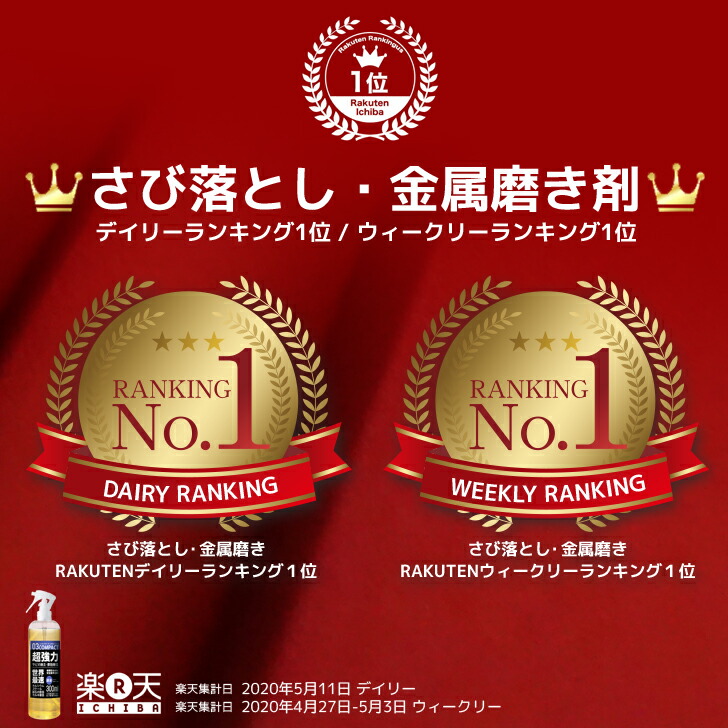 Rakuten Rankingus
1位
Rakuten
Ichiba
さび落とし・金属磨き剤
デイリーランキング1位 / ウィークリーランキング1位
RANKING
No.1
DAIRY RANKING
RANKING
No.1
WEEKLY RANKING
さび落とし・金属磨き
RAKUTENデイリーランキング１位
さび落とし・金属磨き
RAKUTENウィークリーランキング１位
超強力
世界
最速
300ml
楽R天
ICHIBA
楽天集計日 2020年5月11日 デイリー
楽天集計日 2020年4月27日-5月3日 ウィークリー